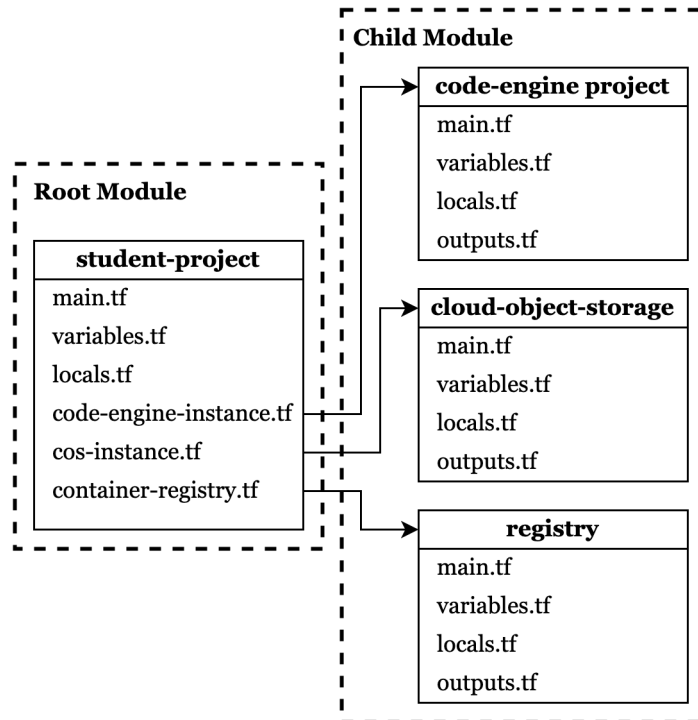 Child Module
code-engine project
main.tf
variables.tf
locals.tf
outputs.tf
Root Module
student-project
main.tf
variables.tf
locals.tf
code-engine-instance.tf
cos-instance.tf
container-registry.tf
cloud-object-storage
main.tf
variables.tf
locals.tf
outputs.tf
registry
main.tf
variables.tf
locals.tf
outputs.tf